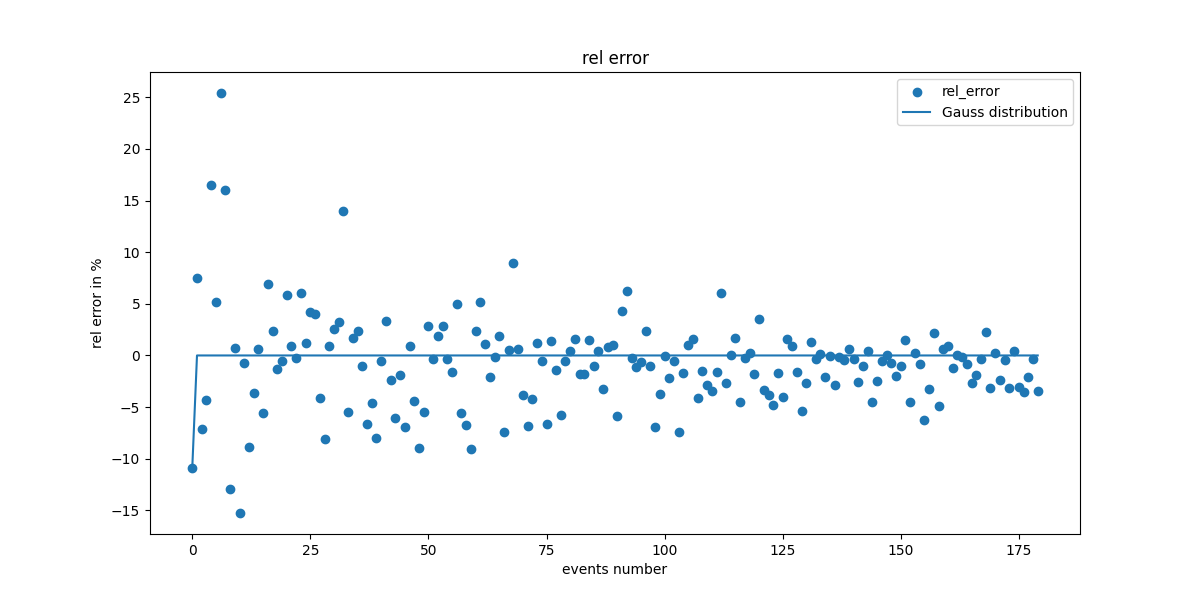 rel error
rel_error
Gauss distribution
rel error in %
25
20
15
10
5
0
−5
−10
−15
0 25 50 75 100 125 150 175
events number